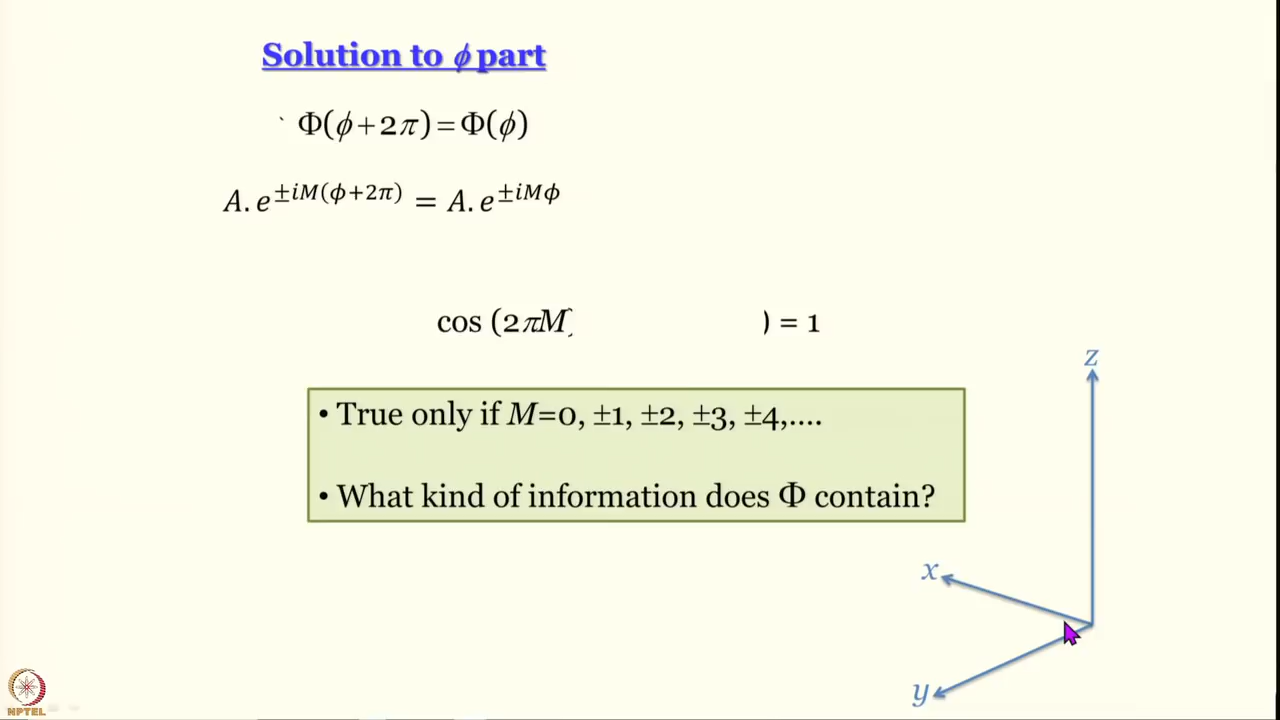 Solution to ϕ part
` Φ(ϕ+2π)=Φ(ϕ)
A. e^{±iM(ϕ+2π)} = A. e^{±iMϕ}
cos (2πM) ) = 1
• True only if M=0, ±1, ±2, ±3, ±4,....
• What kind of information does Φ contain?
z
x
y
NPTEL